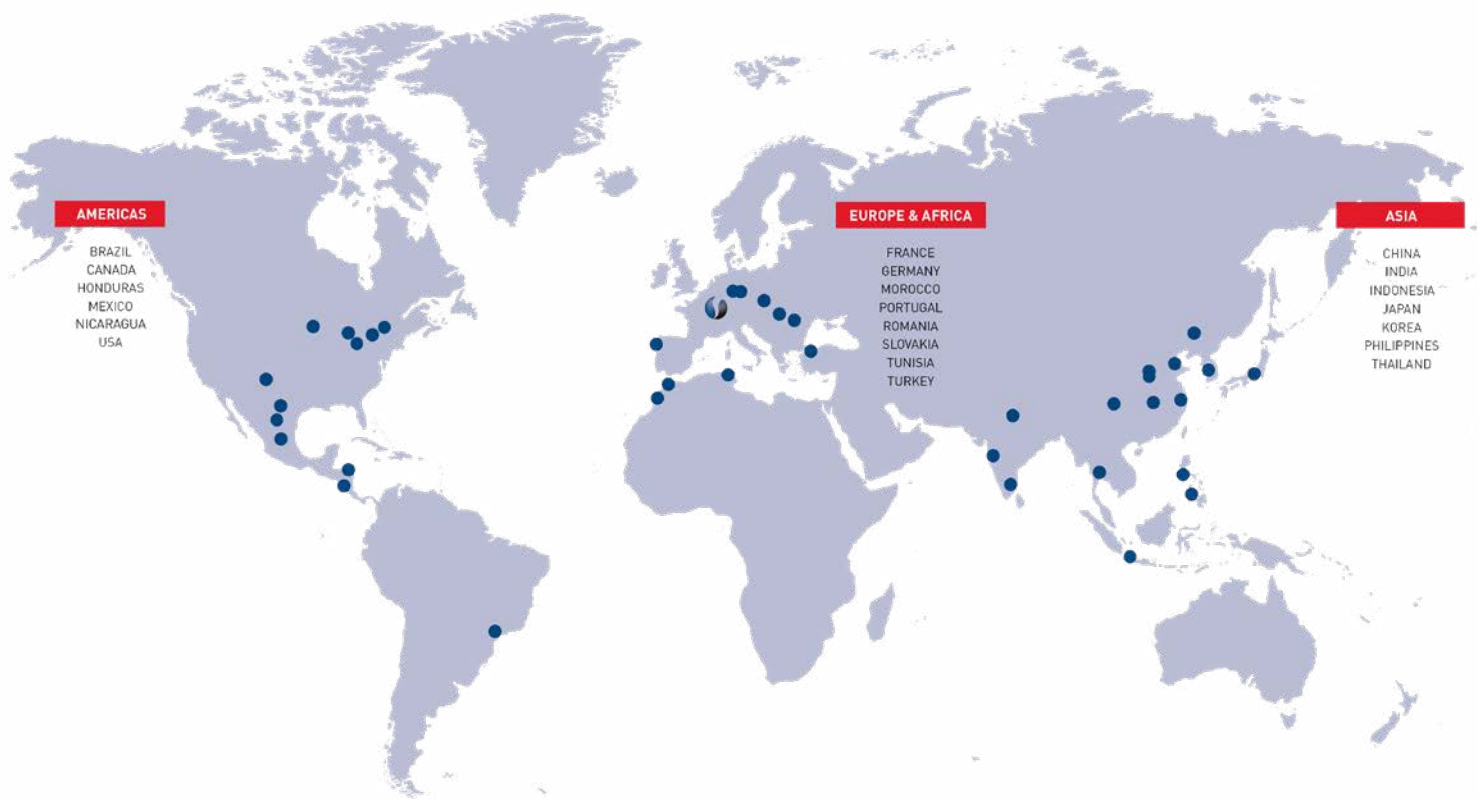 AMERICAS
BRAZIL
CANADA
HONDURAS
MEXICO
NICARAGUA
USA
EUROPE & AFRICA
FRANCE
GERMANY
MOROCCO
PORTUGAL
ROMANIA
SLOVAKIA
TUNISIA
TURKEY
ASIA
CHINA
INDIA
INDONESIA
JAPAN
KOREA
PHILIPPINES
THAILAND